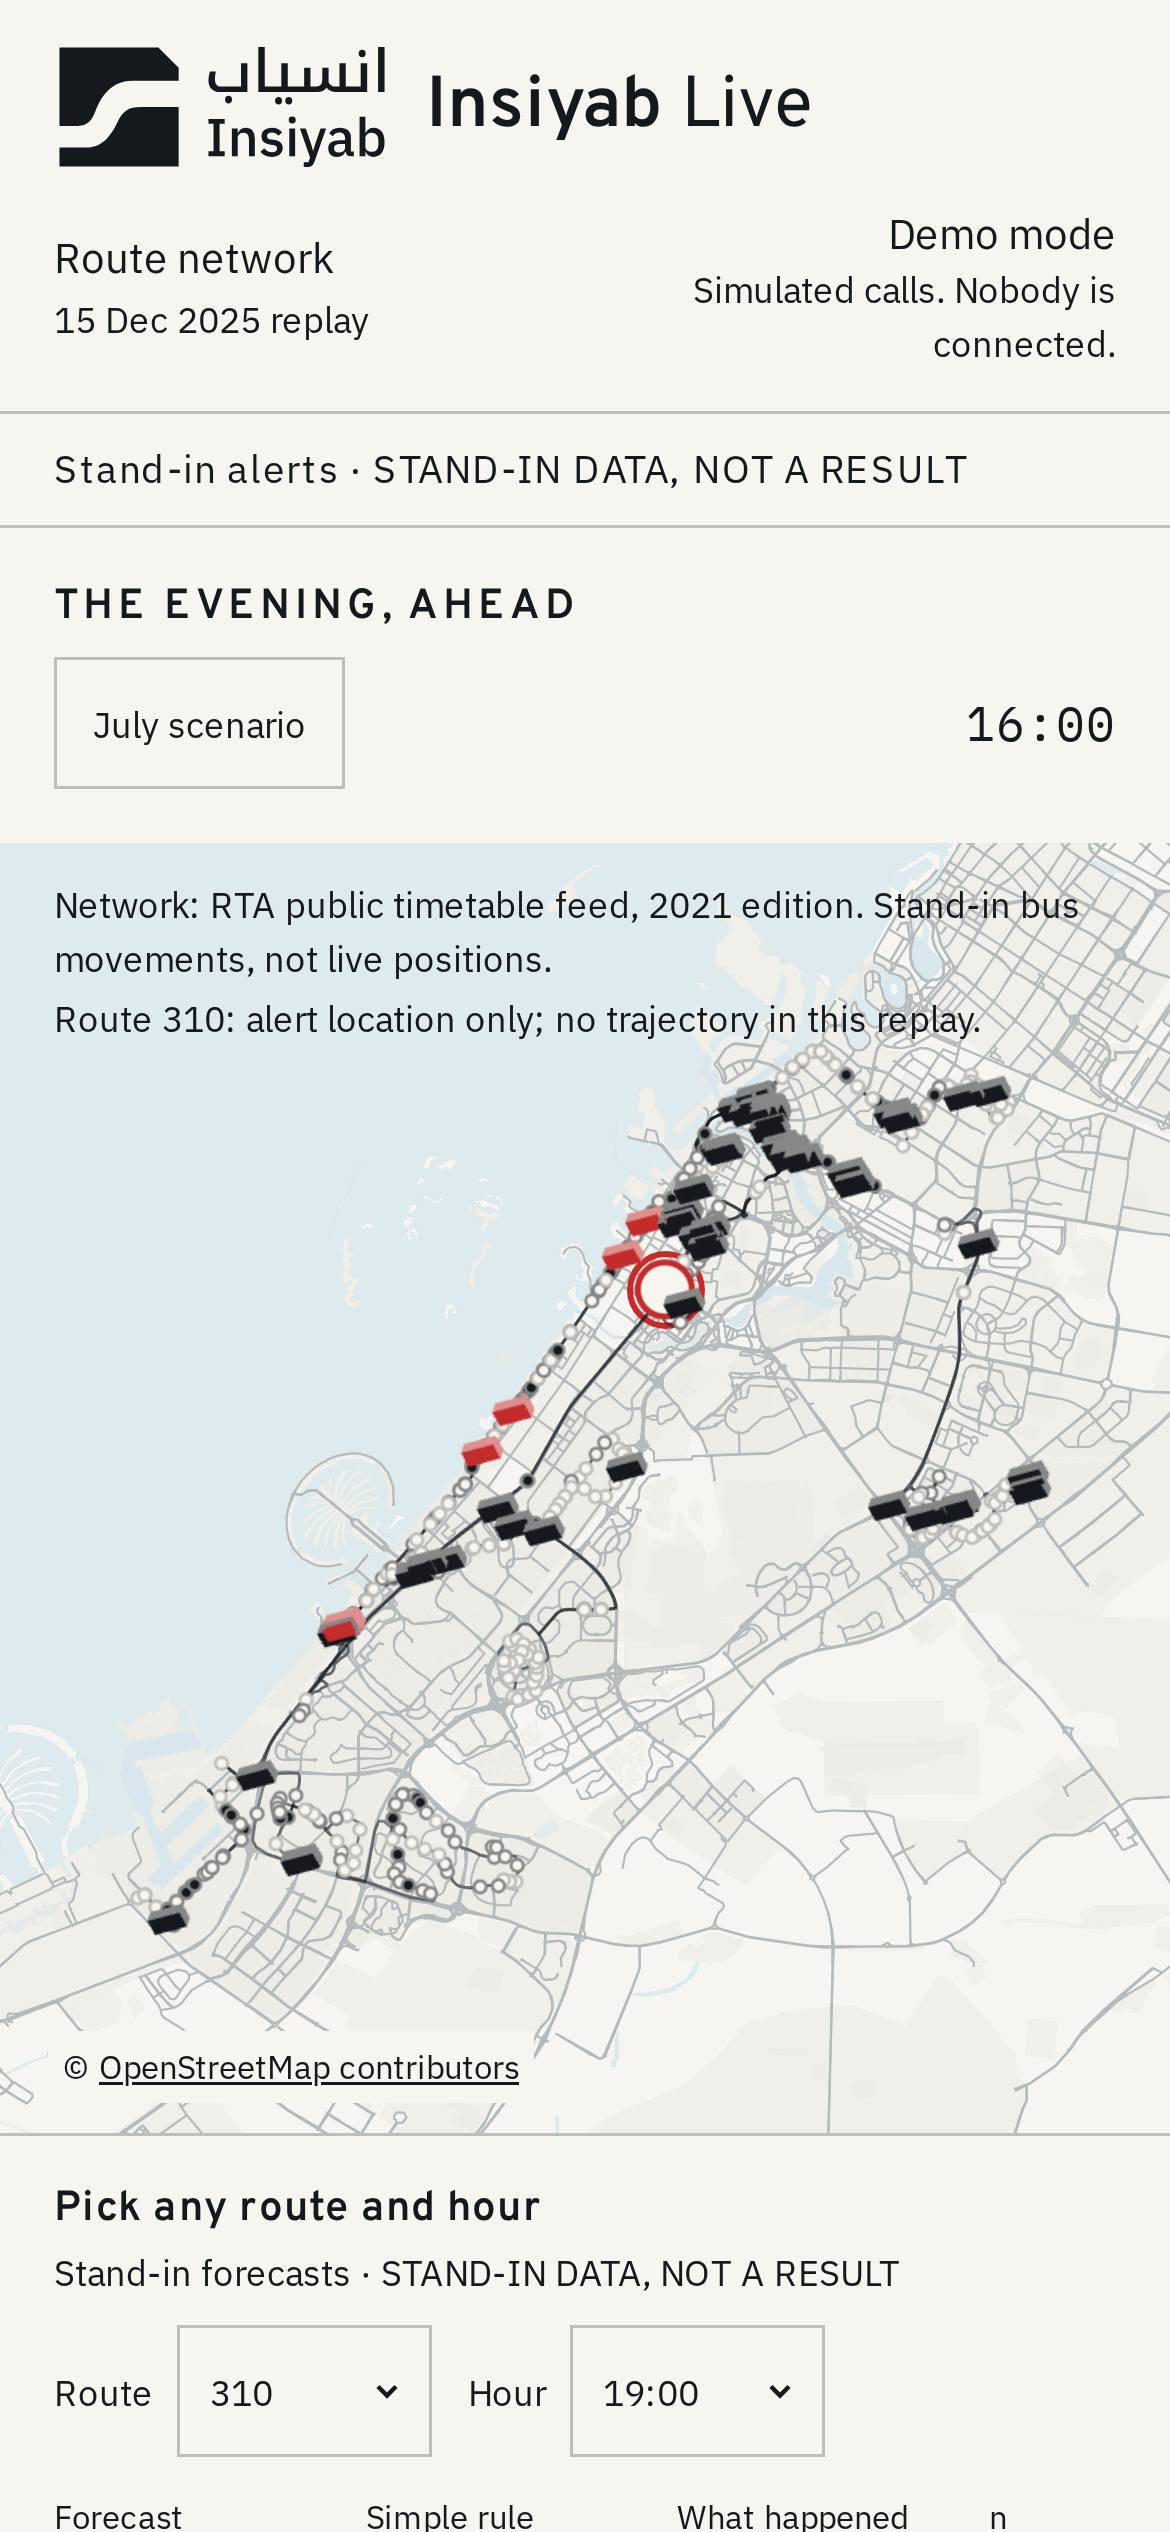 انسياب
Insiyab
Insiyab Live
Route network
15 Dec 2025 replay
Demo mode
Simulated calls. Nobody is
connected.
Stand-in alerts · STAND-IN DATA, NOT A RESULT
THE EVENING, AHEAD
July scenario
16:00
Network: RTA public timetable feed, 2021 edition. Stand-in bus
movements, not live positions.
Route 310: alert location only; no trajectory in this replay.
© OpenStreetMap contributors
Pick any route and hour
Stand-in forecasts · STAND-IN DATA, NOT A RESULT
Route 310 Hour 19:00
Forecast Simple rule What happened n